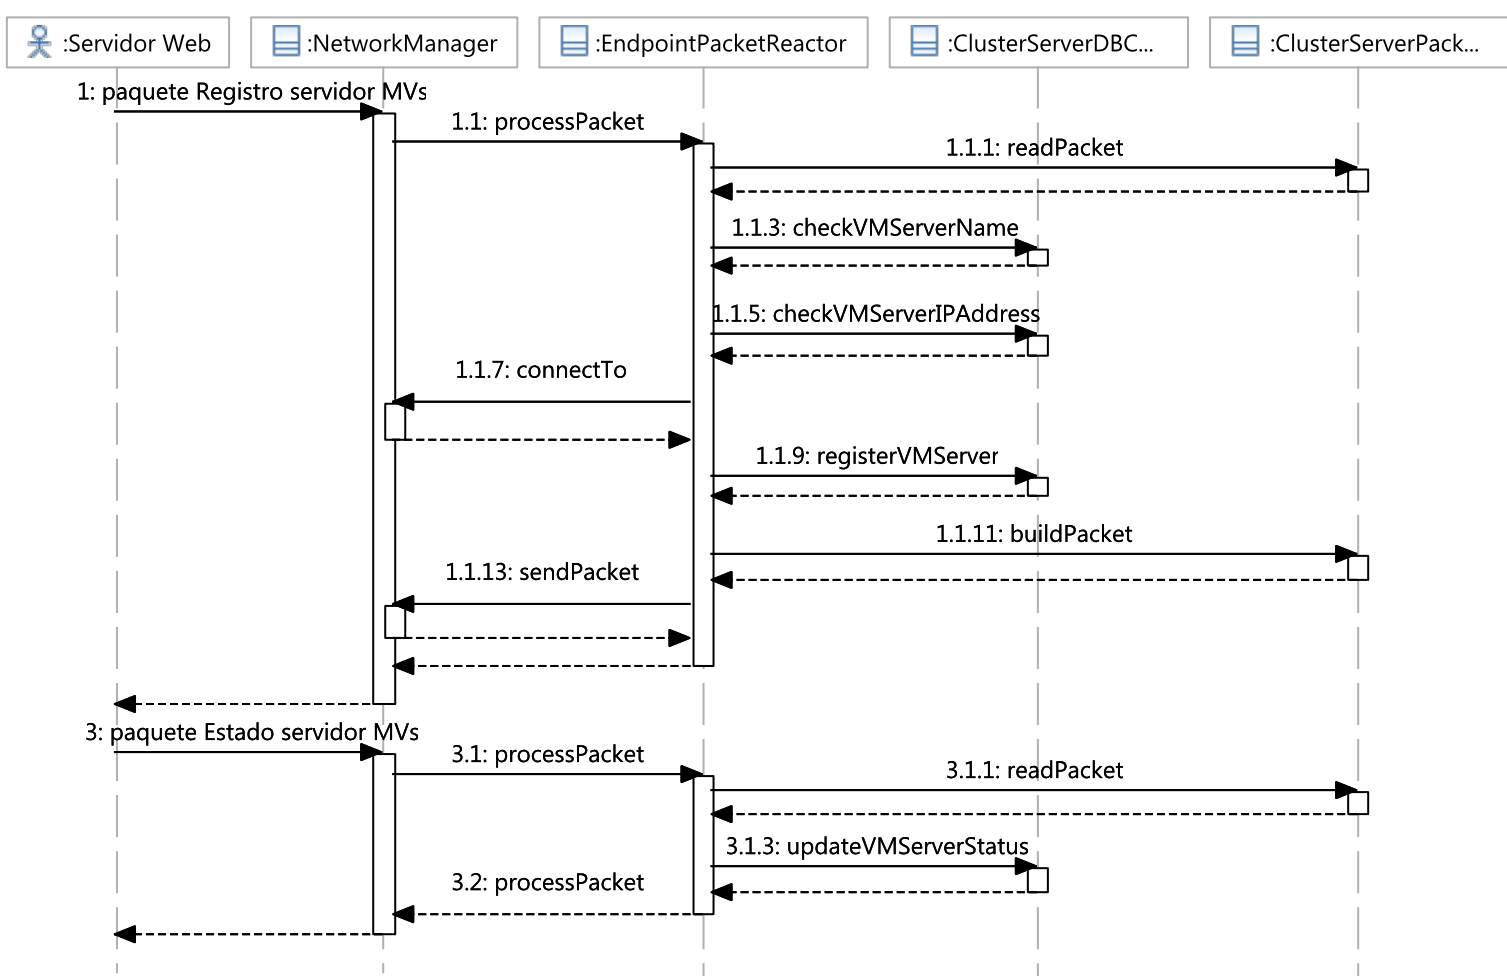 :Servidor Web
:NetworkManager
:EndpointPacketReactor
:ClusterServerDBC...
:ClusterServerPack...
1: paquete Registro servidor MVs
1.1: processPacket
1.1.1: readPacket
1.1.3: checkVMServerName
1.1.5: checkVMServerIPAddress
1.1.7: connectTo
1.1.9: registerVMServer
1.1.11: buildPacket
1.1.13: sendPacket
3: paquete Estado servidor MVs
3.1: processPacket
3.1.1: readPacket
3.1.3: updateVMServerStatus
3.2: processPacket